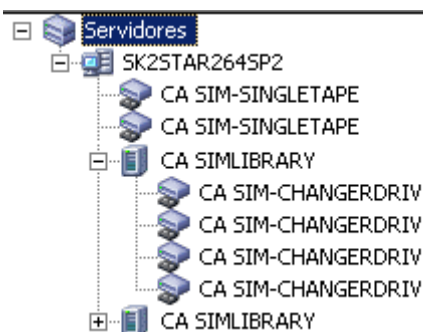 Servidores
SK2STAR264SP2
CA SIM-SINGLETAPE
CA SIM-SINGLETAPE
CA SIMLIBRARY
CA SIM-CHANGERDRIV
CA SIM-CHANGERDRIV
CA SIM-CHANGERDRIV
CA SIM-CHANGERDRIV
CA SIMLIBRARY